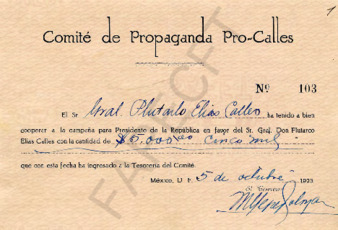 Comité de Propaganda Pro-Calles
Nº 103
El Sr. Gral. Plutarco Elías Calles ha tenido a bien
cooperar a la campaña para Presidente de la República en favor del Sr. Gral. Don Plutarco
Elías Calles con la cantidad de $5,000.00 Cinco mil
que con esta fecha ha ingresado a la Tesorería del Comité.
México, D. F. 5 de octubre 1923